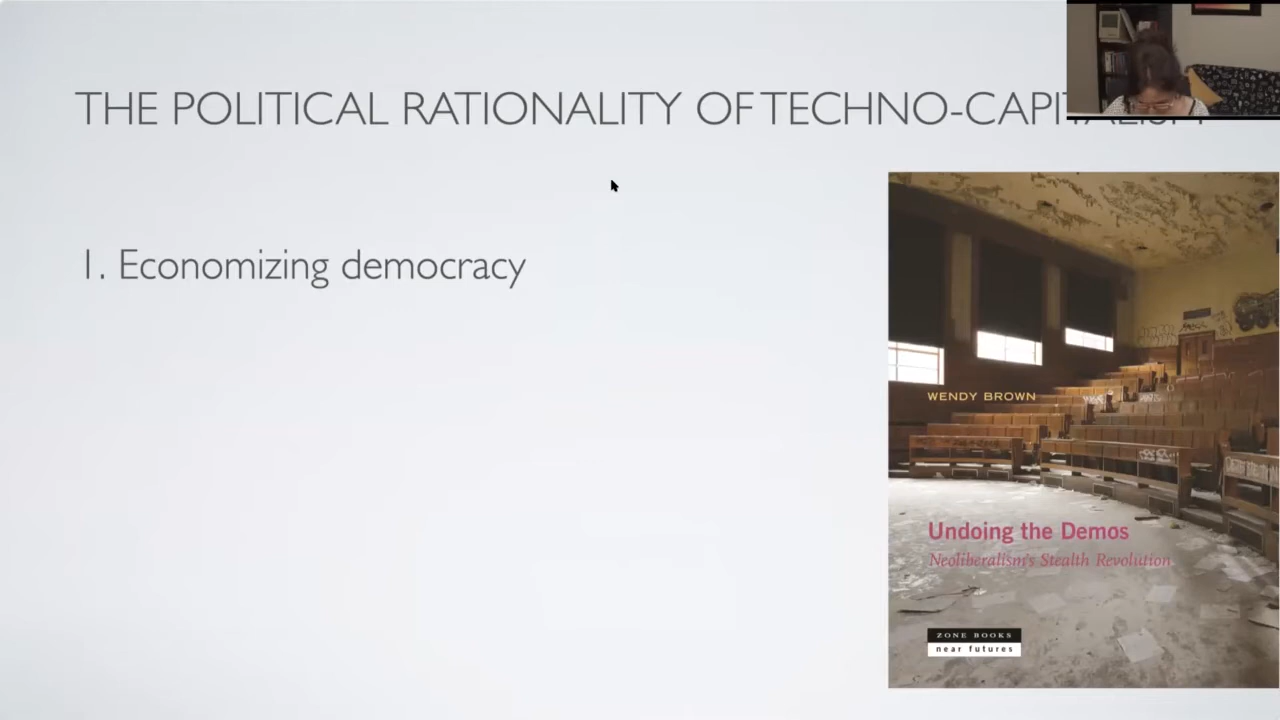 THE POLITICAL RATIONALITY OF TECHNO-CAPITALISM
1. Economizing democracy
WENDY BROWN
Undoing the Demos
Neoliberalism's Stealth Revolution
ZONE BOOKS
near futures